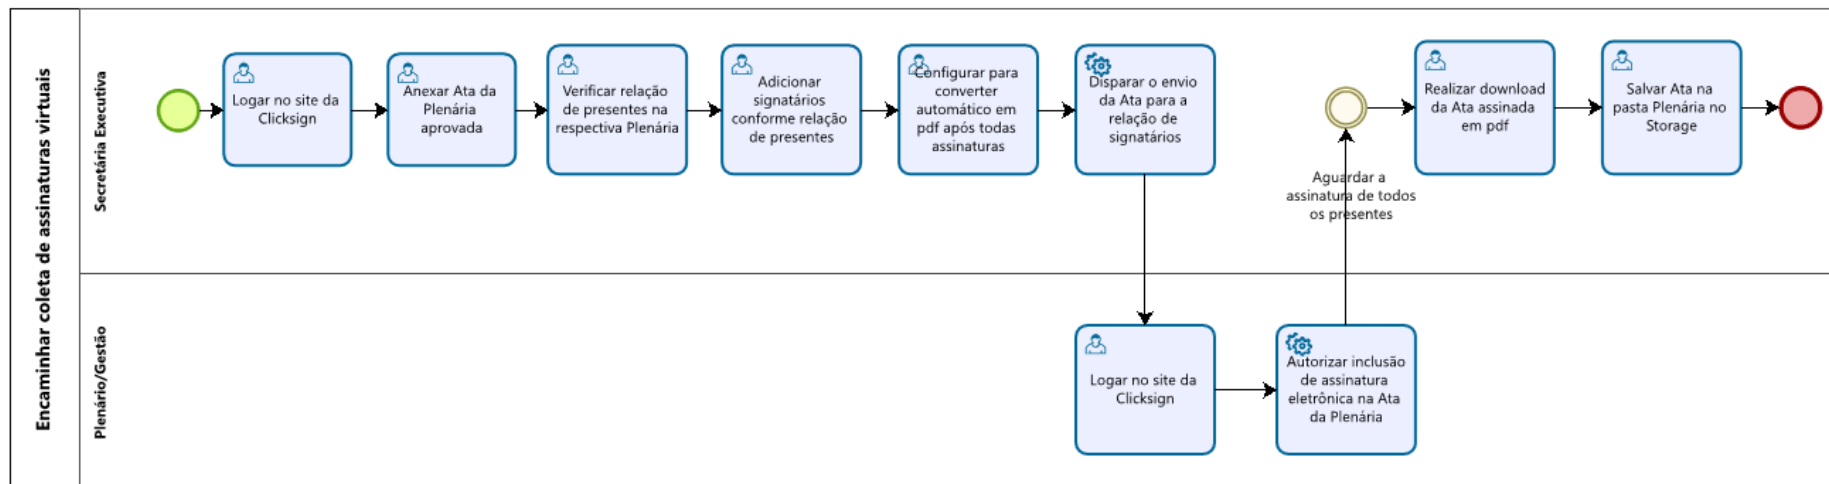 Encaminhar coleta de assinaturas virtuais
Secretária Executiva
Logar no site da
Clicksign
Anexar Ata da
Plenária
aprovada
Verificar relação
de presentes na
respectiva Plenária
Adicionar
signatários
conforme relação
de presentes
Configurar para
converter
automático em
pdf após todas
assinaturas
Disparar o envio
da Ata para a
relação de
signatários
Aguardar a
assinatura de todos
os presentes
Realizar download
da Ata assinada
em pdf
Salvar Ata na
pasta Plenária no
Storage
Plenário/Gestão
Logar no site da
Clicksign
Autorizar inclusão
de assinatura
eletrônica na Ata
da Plenária